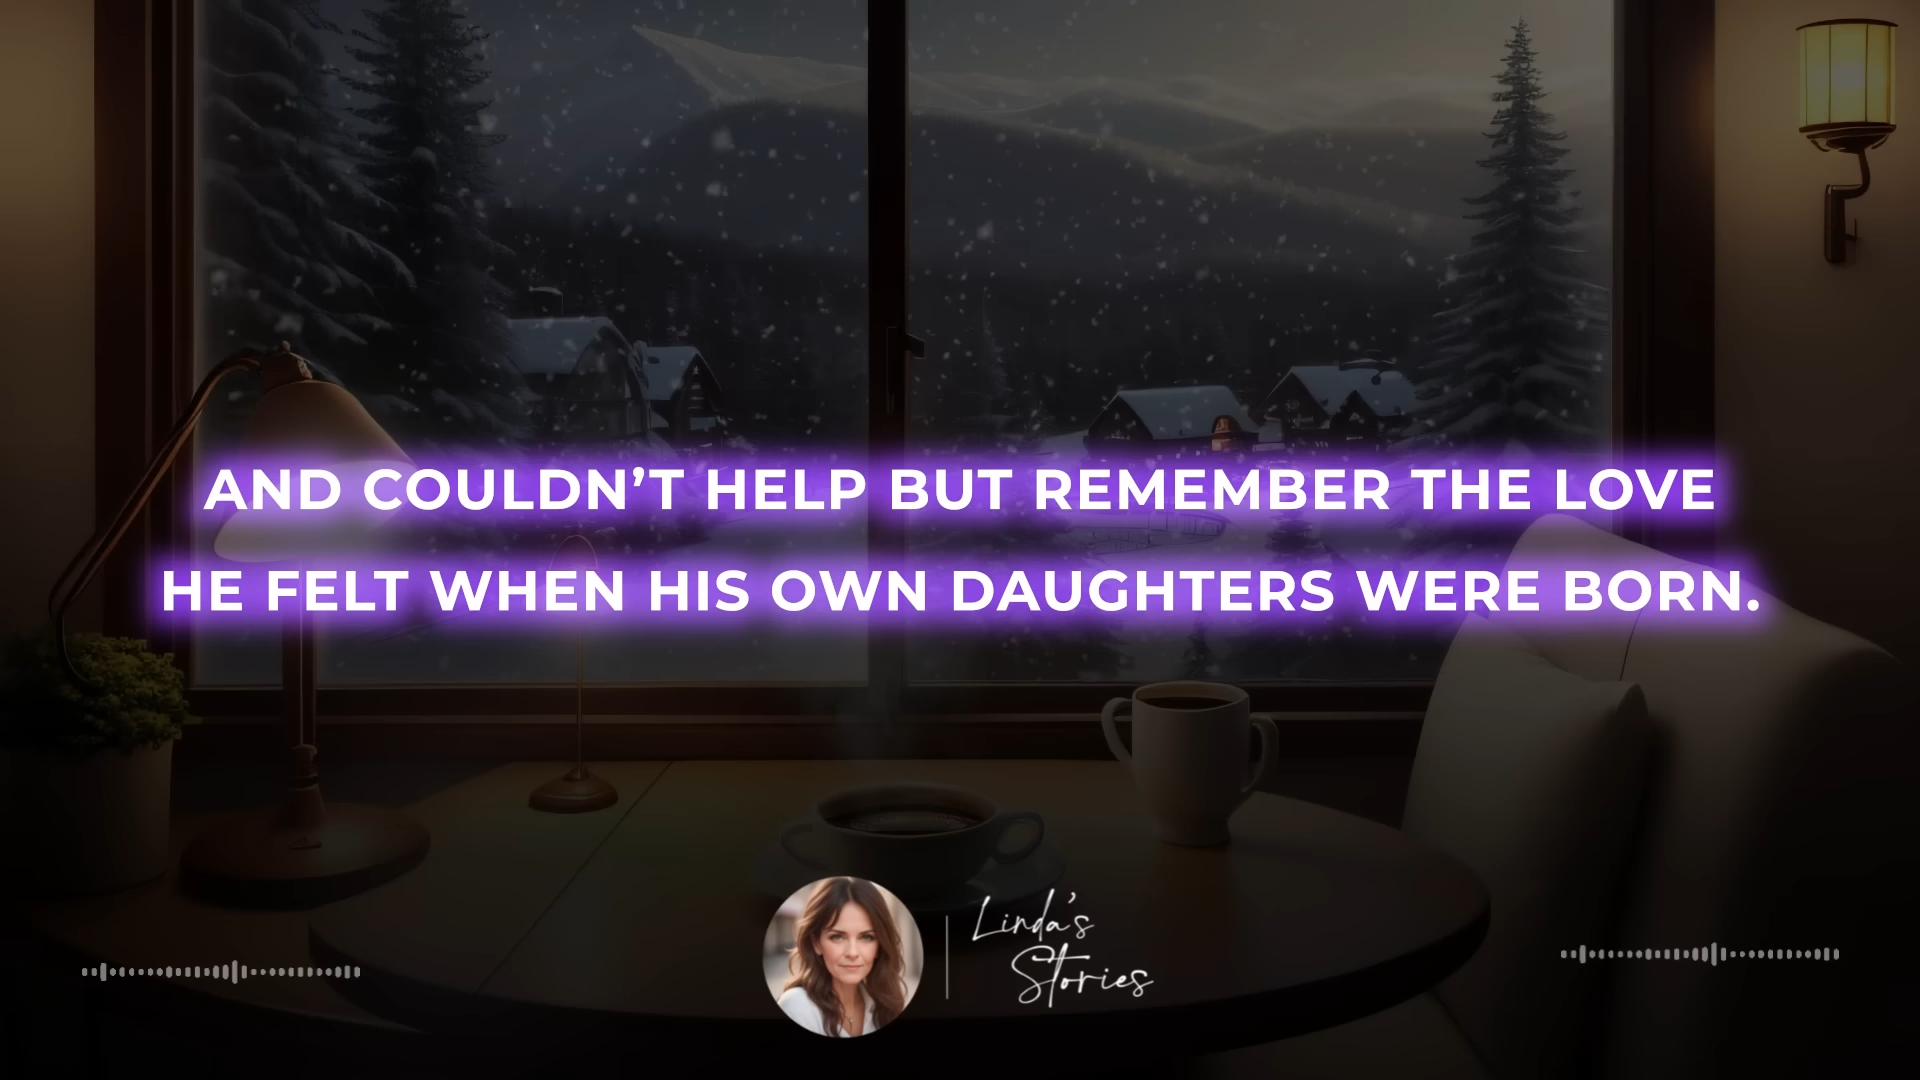 AND COULDN’T HELP BUT REMEMBER THE LOVE
HE FELT WHEN HIS OWN DAUGHTERS WERE BORN.
Linda's
Stories